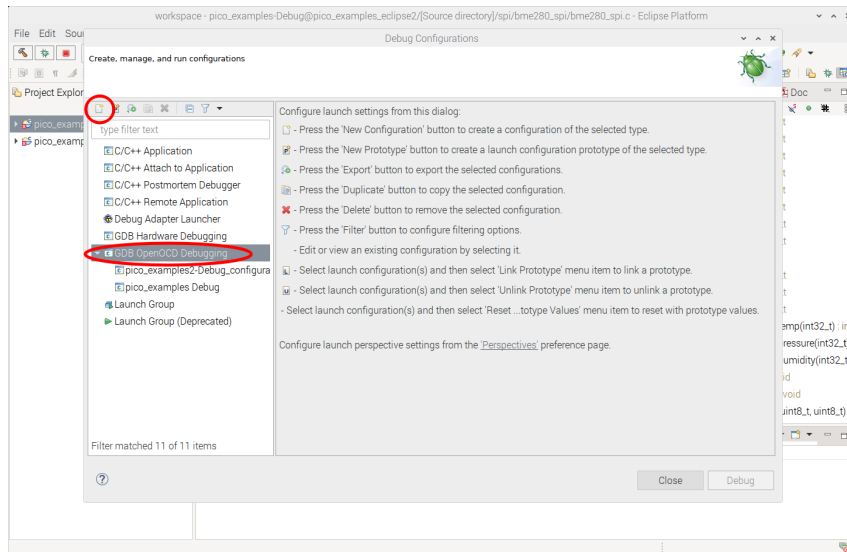 workspace - pico_examples-Debug@pico_examples_eclipse2/[Source directory]/spi/bme280_spi/bme280_spi.c - Eclipse Platform
File Edit Sour
Debug Configurations
Create, manage, and run configurations
Project Explor
Doc
pico_examp
pico_examp
type filter text
C/C++ Application
C/C++ Attach to Application
C/C++ Postmortem Debugger
C/C++ Remote Application
Debug Adapter Launcher
GDB Hardware Debugging
GDB OpenOCD Debugging
pico_examples2-Debug_configura
pico_examples Debug
Launch Group
Launch Group (Deprecated)
Filter matched 11 of 11 items
Configure launch settings from this dialog:
- Press the 'New Configuration' button to create a configuration of the selected type.
- Press the 'New Prototype' button to create a launch configuration prototype of the selected type.
- Press the 'Export' button to export the selected configurations.
- Press the 'Duplicate' button to copy the selected configuration.
- Press the 'Delete' button to remove the selected configuration.
- Press the 'Filter' button to configure filtering options.
- Edit or view an existing configuration by selecting it.
- Select launch configuration(s) and then select 'Link Prototype' menu item to link a prototype.
- Select launch configuration(s) and then select 'Unlink Prototype' menu item to unlink a prototype.
- Select launch configuration(s) and then select 'Reset ...totype Values' menu item to reset with prototype values.
Configure launch perspective settings from the 'Perspectives' preference page.
emp(int32_t) : in
ressure(int32_t
umidity(int32_t
id
void
uint8_t, uint8_t)
Close
Debug